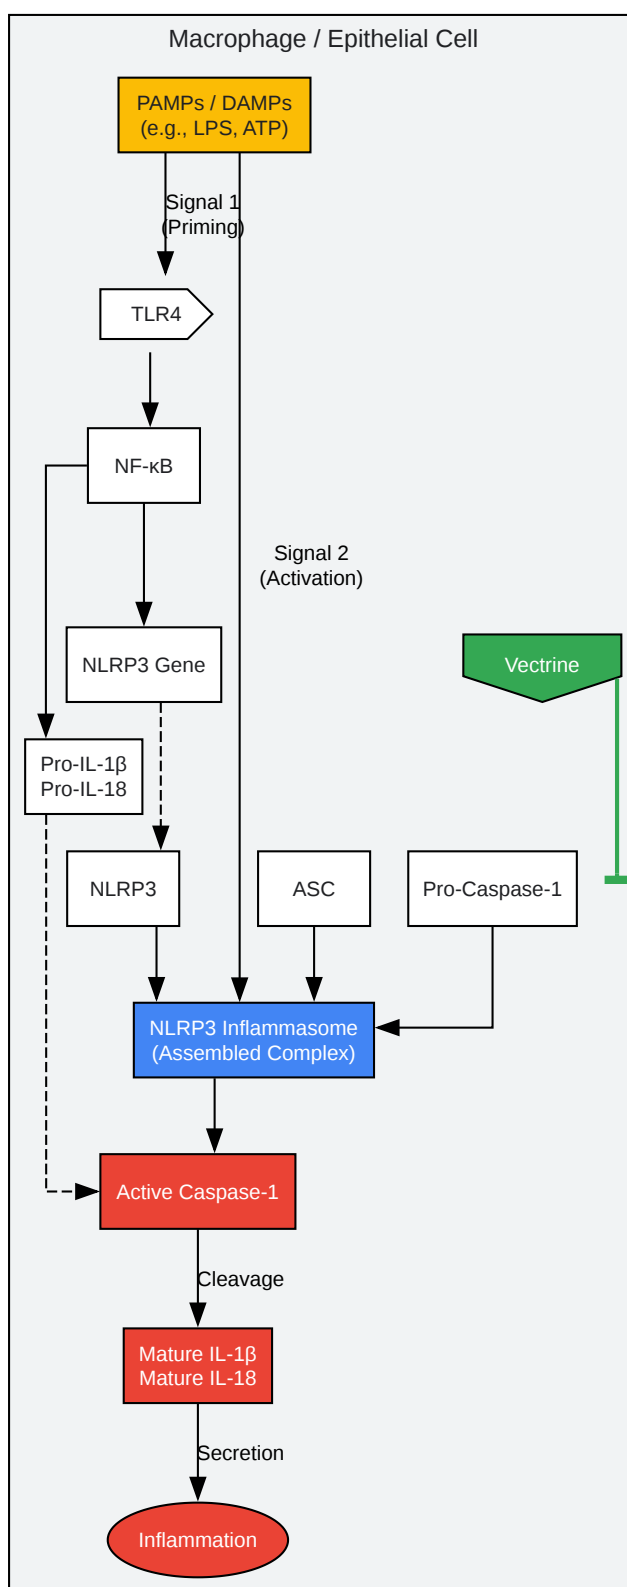 Macrophage / Epithelial Cell
PAMPs / DAMPs
(e.g., LPS, ATP)
Signal 1
(Priming)
TLR4
NF-κB
Signal 2
(Activation)
NLRP3 Gene
Vectrine
Pro-IL-1β
Pro-IL-18
NLRP3
ASC
Pro-Caspase-1
NLRP3 Inflammasome
(Assembled Complex)
Active Caspase-1
Cleavage
Mature IL-1β
Mature IL-18
Secretion
Inflammation